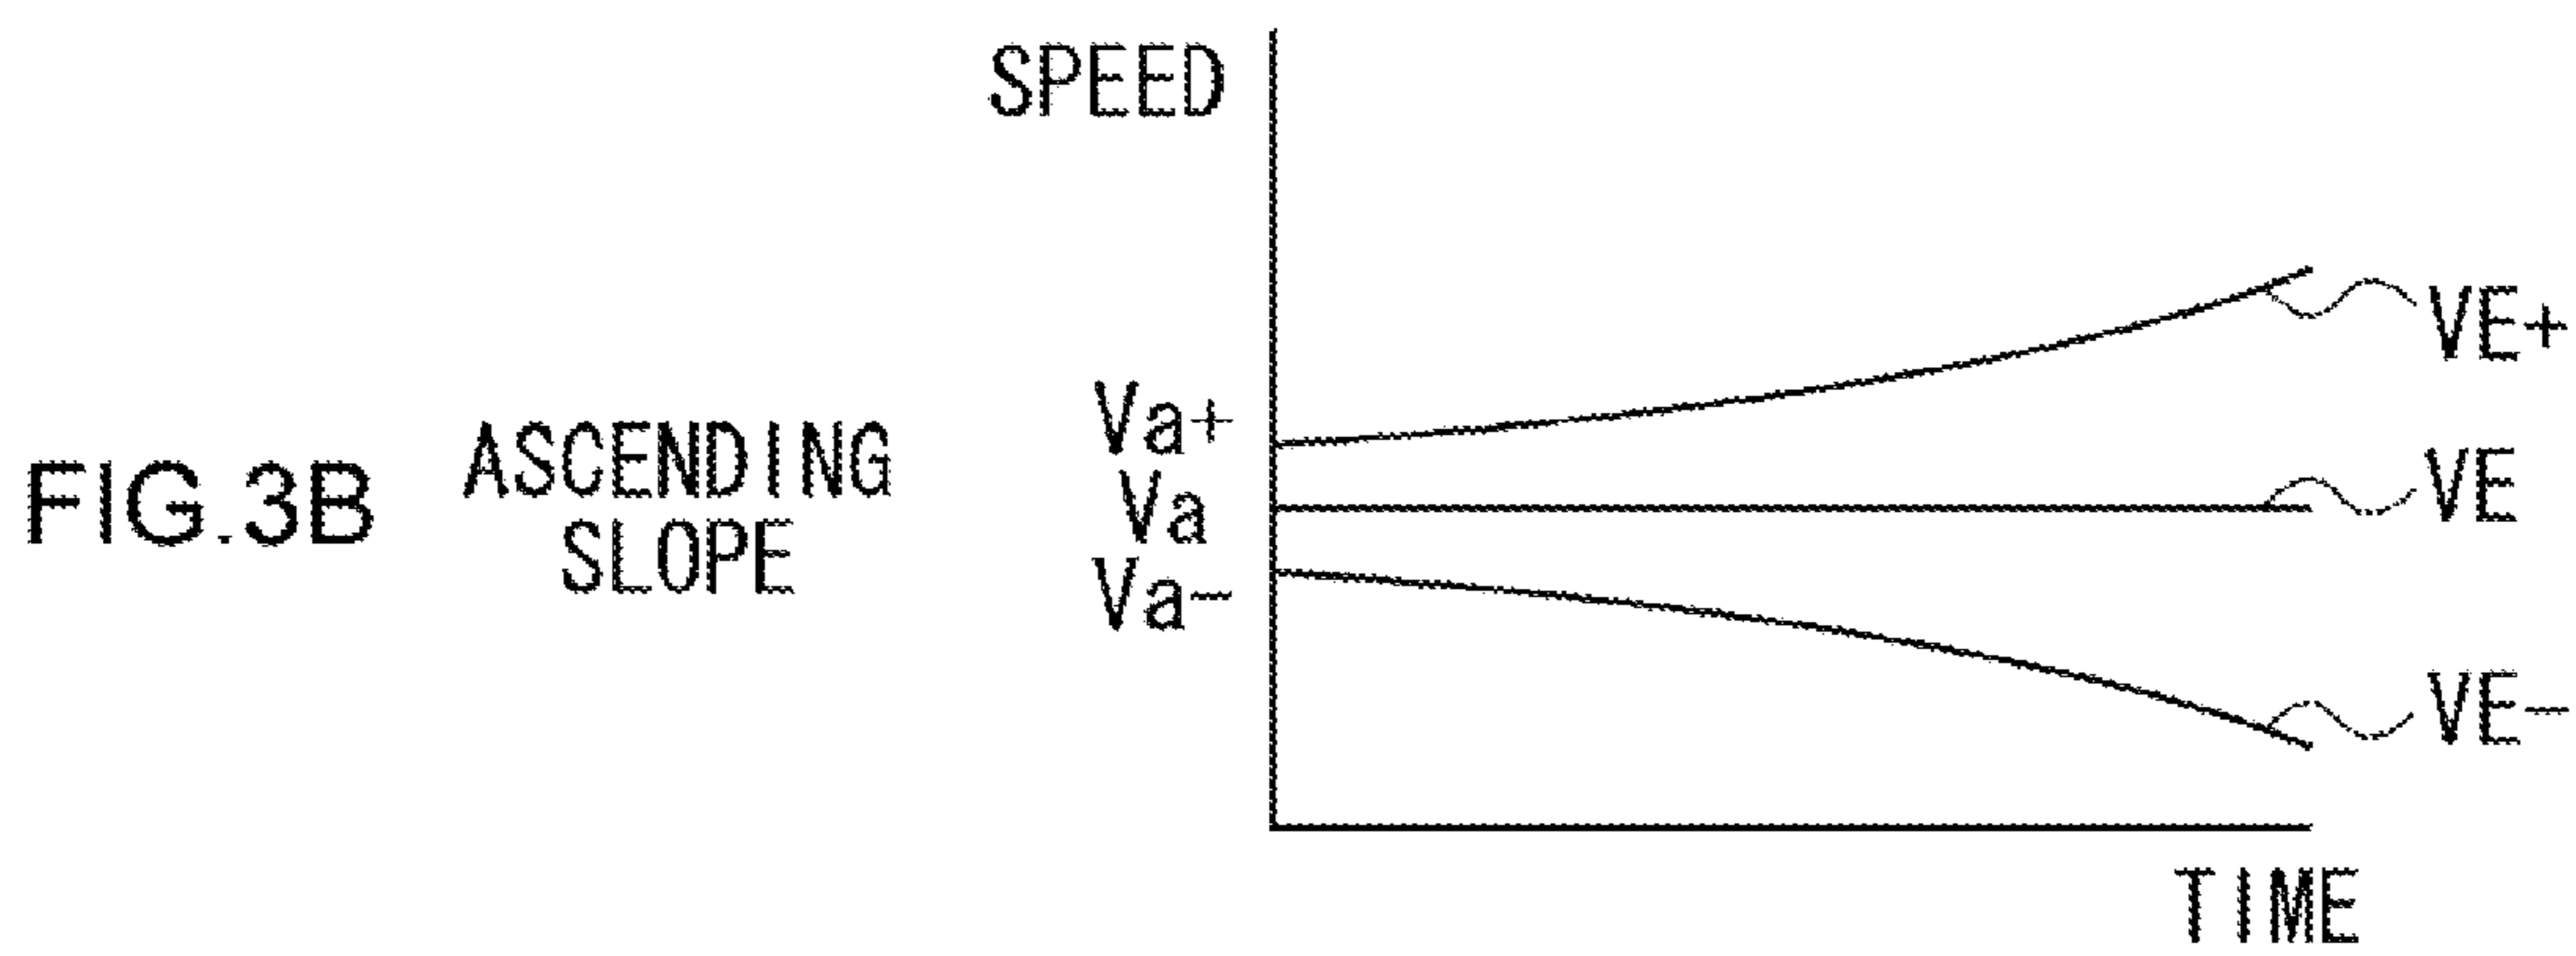 SPEED
FIG.3B
ASCENDING
SLOPE
Va+
Va
Va-
VE+
VE
VE-
TIME